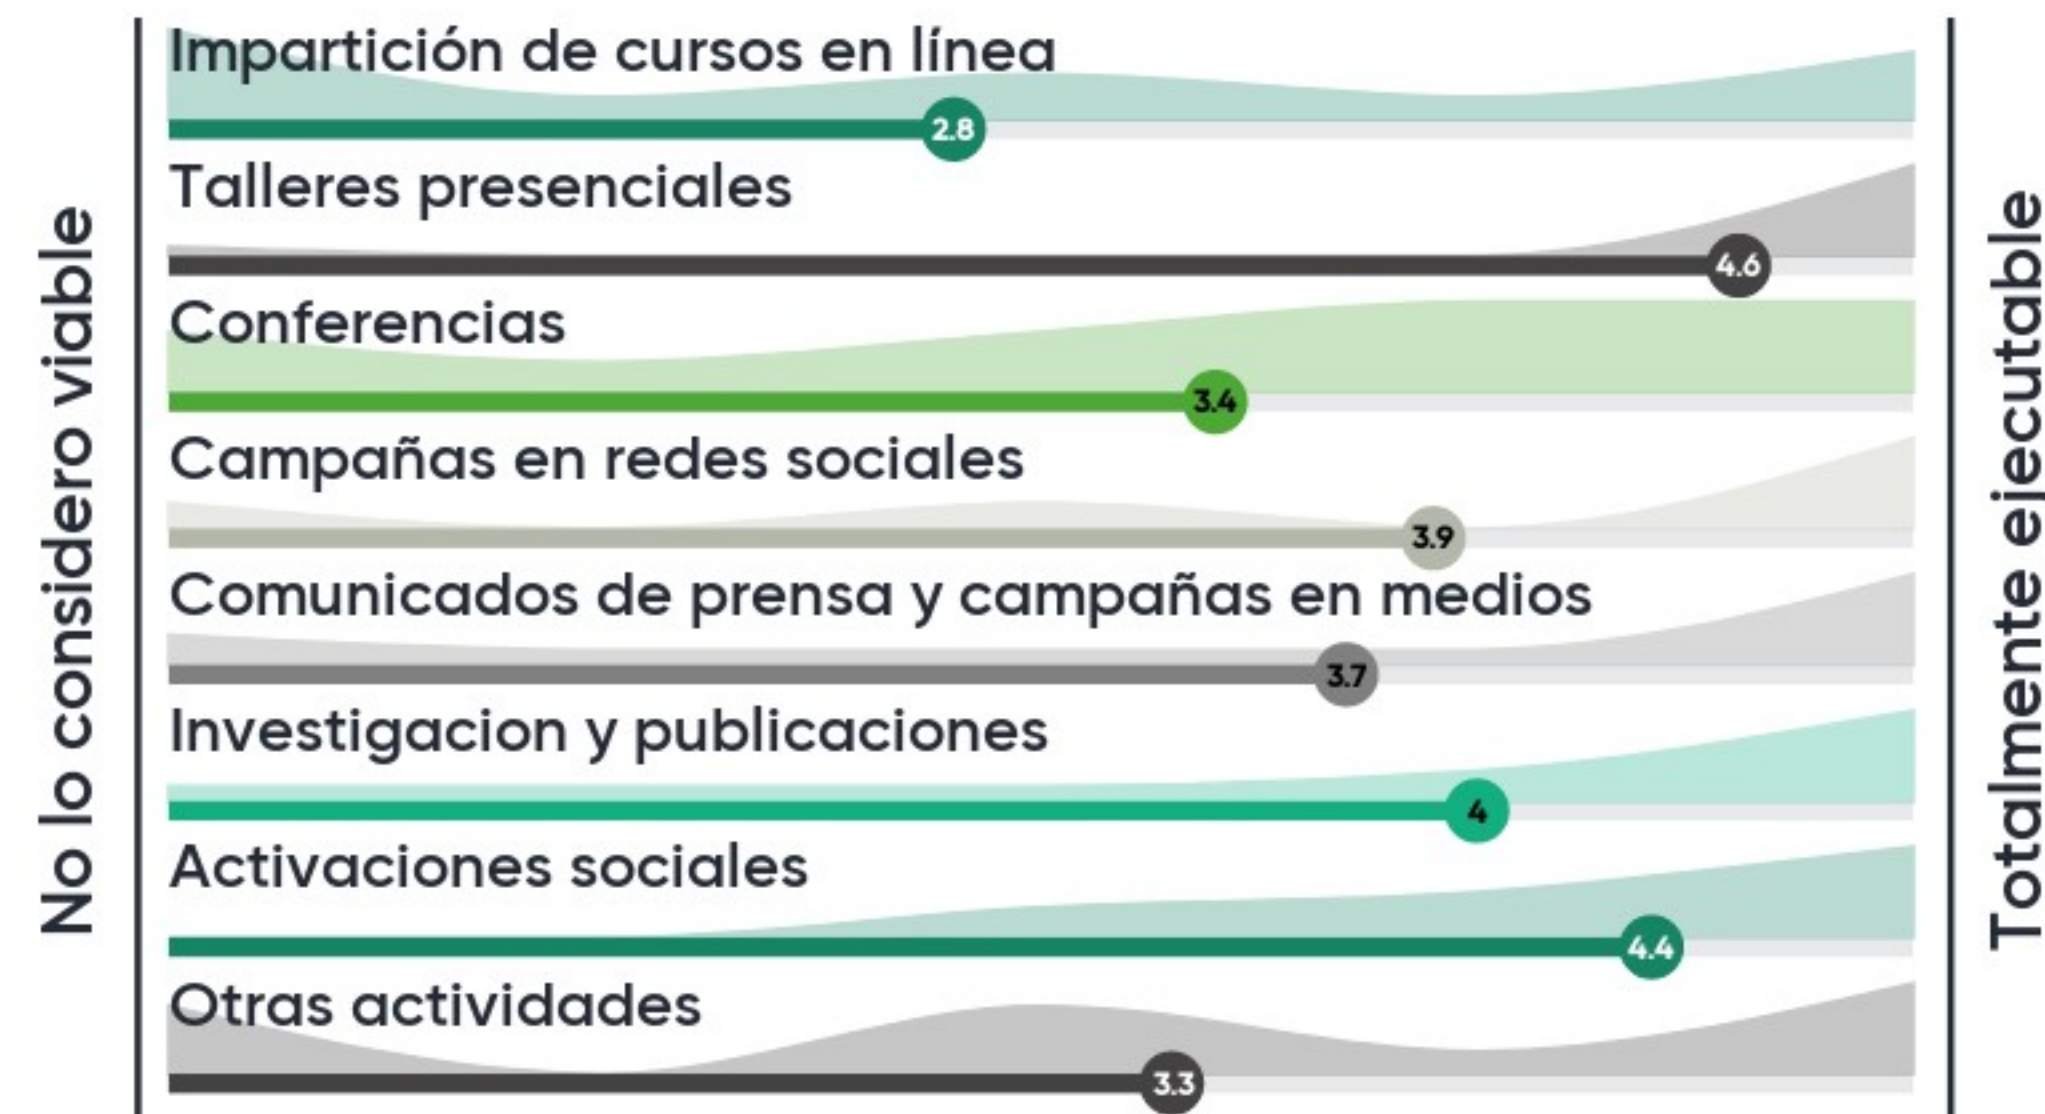 No lo considero viable
Impartición de cursos en línea
2.8
Talleres presenciales
4.6
Conferencias
3.4
Campañas en redes sociales
3.9
Comunicados de prensa y campañas en medios
3.7
Investigacion y publicaciones
4
Activaciones sociales
4.4
Otras actividades
3.3
Totalmente ejecutable